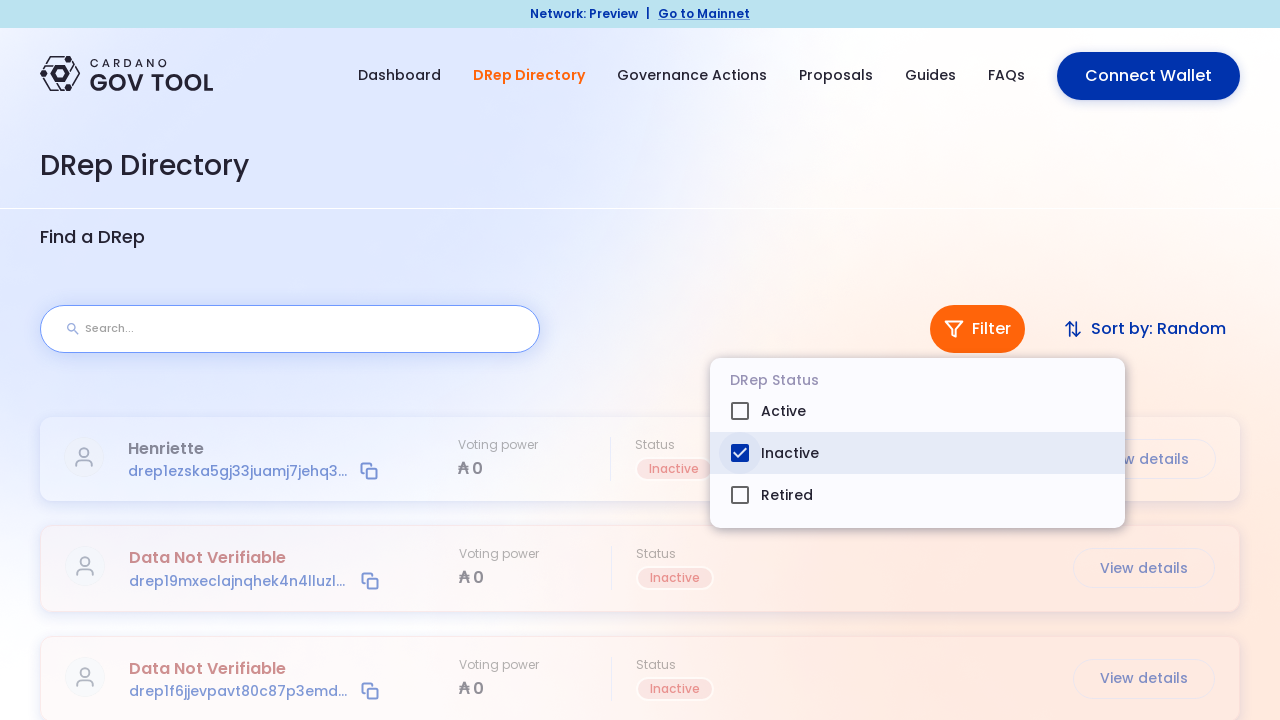 Network: Preview | Go to Mainnet
CARDANO
GOV TOOL
Dashboard DRep Directory Governance Actions Proposals Guides FAQs Connect Wallet
DRep Directory
Find a DRep
Search...
Filter
Sort by: Random
DRep Status
Active
Inactive
Retired
Henriette
drep1ezska5gj33juamj7jehq3...
Voting power
₳ 0
Status
Inactive
w details
Data Not Verifiable
drep19mxeclajnqhek4n4lluzl...
Voting power
₳ 0
Status
Inactive
View details
Data Not Verifiable
drep1f6jjevpavt80c87p3emd...
Voting power
₳ 0
Status
Inactive
View details